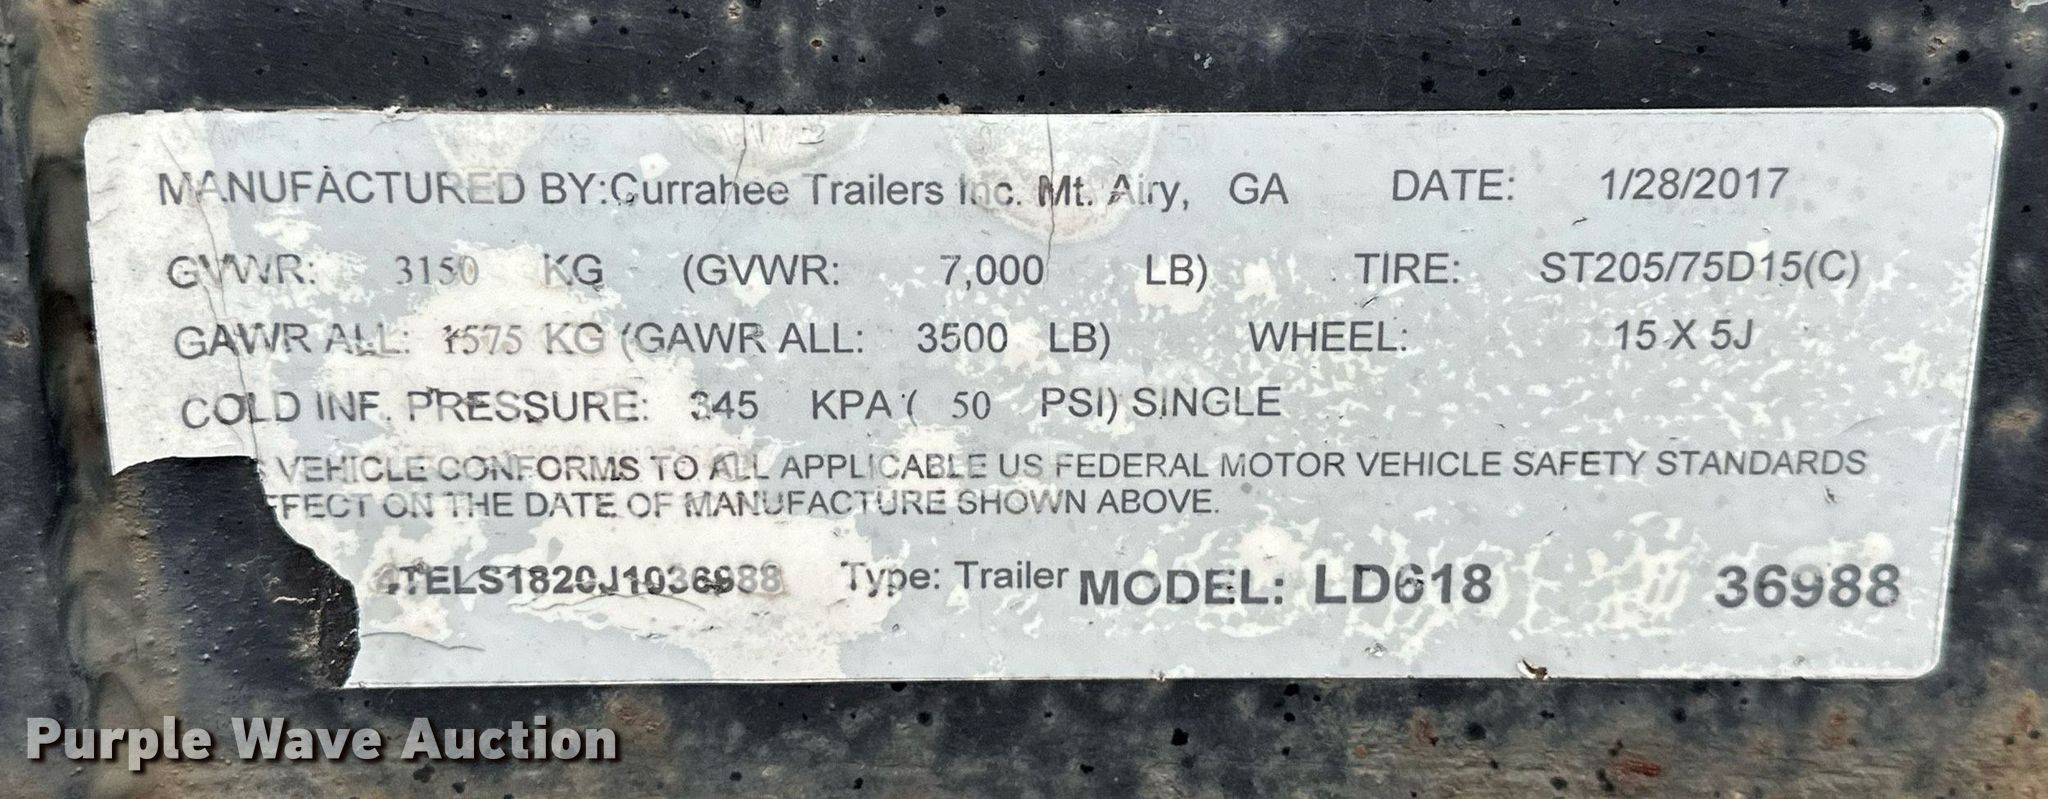 MANUFACTURED BY:Currahee Trailers Inc. Mt. Airy, GA DATE: 1/28/2017
GVWR: 3150 KG (GVWR: 7,000 LB) TIRE: ST205/75D15(C)
GAWR ALL: 1575 KG (GAWR ALL: 3500 LB) WHEEL: 15 X 5J
COLD INF. PRESSURE: 345 KPA ( 50 PSI) SINGLE
VEHICLE CONFORMS TO ALL APPLICABLE US FEDERAL MOTOR VEHICLE SAFETY STANDARDS
FFECT ON THE DATE OF MANUFACTURE SHOWN ABOVE.
4TELS1820J1036988 Type: Trailer MODEL: LD618 36988
Purple Wave Auction